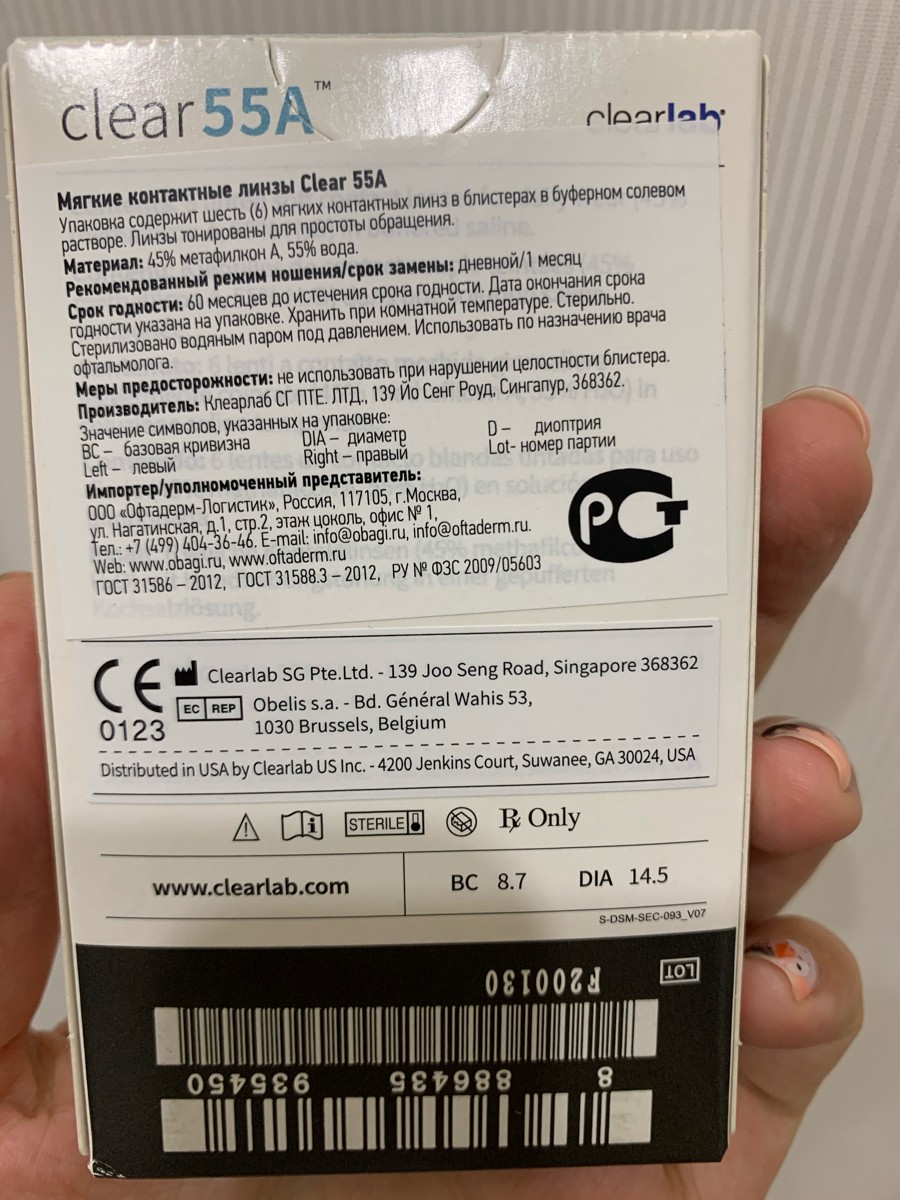 clear55A™
clearlab
Мягкие контактные линзы Clear 55A
Упаковка содержит шесть (6) мягких контактных линз в блистерах в буферном солевом
растворе. Линзы тонированы для простоты обращения.
Материал: 45% метафилкон А, 55% вода.
Рекомендованный режим ношения/срок замены: дневной/1 месяц
Срок годности: 60 месяцев до истечения срока годности. Дата окончания срока
годности указана на упаковке. Хранить при комнатной температуре. Стерильно.
Стерилизовано водяным паром под давлением. Использовать по назначению врача
офтальмолога.
Меры предосторожности: не использовать при нарушении целостности блистера.
Производитель: Клеарлаб СГ ПТЕ. ЛТД., 139 Йо Сенг Роуд, Сингапур, 368362.
Значение символов, указанных на упаковке:
BC – базовая кривизна DIA – диаметр D – диоптрия
Left – левый Right – правый Lot- номер партии
Импортер/уполномоченный представитель:
ООО «Офтадерм-Логистик», Россия, 117105, г.Москва,
ул. Нагатинская, д.1, стр.2, этаж цоколь, офис № 1,
Тел.: +7 (499) 404-36-46. E-mail: info@obagi.ru, info@oftaderm.ru.
Web: www.obagi.ru, www.oftaderm.ru
ГОСТ 31586 – 2012, ГОСТ 31588.3 – 2012, РУ № ФСЗ 2009/05603
РСТ
CE
0123
Clearlab SG Pte.Ltd. - 139 Joo Seng Road, Singapore 368362
EC REP
Obelis s.a. - Bd. Général Wahis 53,
1030 Brussels, Belgium
Distributed in USA by Clearlab US Inc. - 4200 Jenkins Court, Suwanee, GA 30024, USA
STERILE
℞ Only
www.clearlab.com
BC 8.7 DIA 14.5
S-DSM-SEC-093_V07
LOT
F200130
8 886435 935450